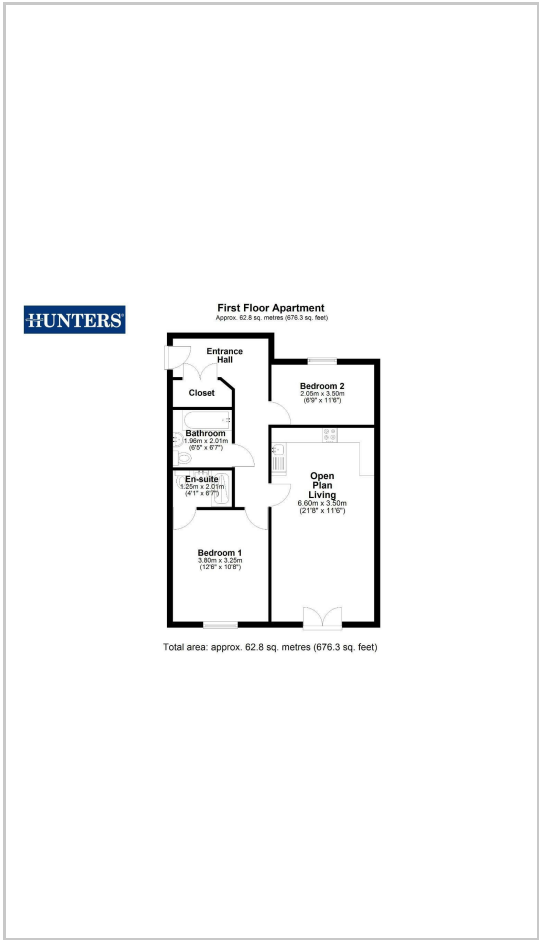 HUNTERS
First Floor Apartment
Approx. 62.8 sq. metres (676.3 sq. feet)
Entrance
Hall
Closet
Bedroom 2
2.05m x 3.50m
(6'9" x 11'6")
Bathroom
1.96m x 2.01m
(6'5" x 6'7")
En-suite
1.25m x 2.01m
(4'1" x 6'7")
Open
Plan
Living
6.60m x 3.50m
(21'8" x 11'6")
Bedroom 1
3.80m x 3.25m
(12'6" x 10'8")
Total area: approx. 62.8 sq. metres (676.3 sq. feet)